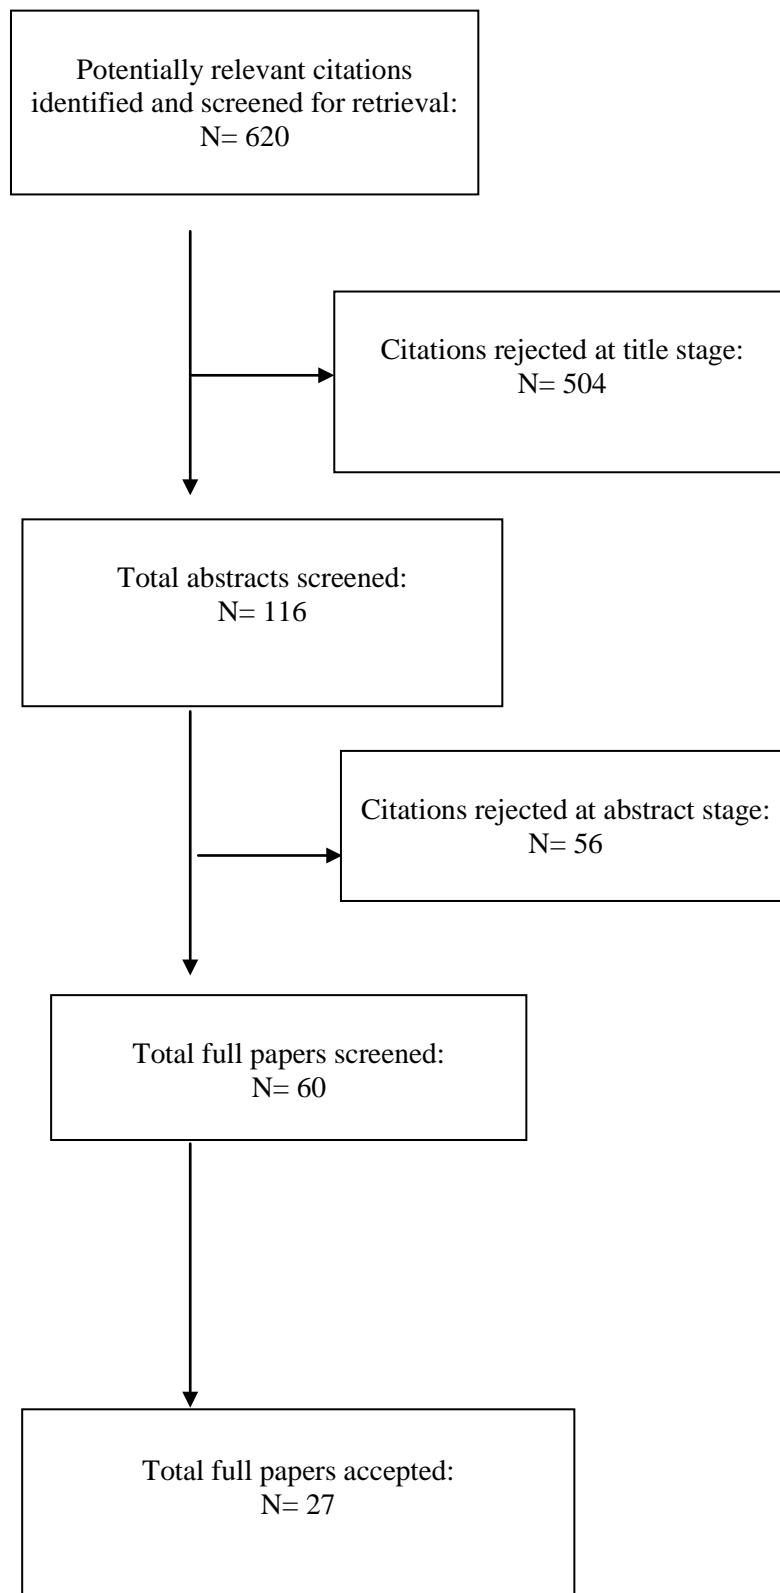 Potentially relevant citations
identified and screened for retrieval:
N= 620
Citations rejected at title stage:
N= 504
Total abstracts screened:
N= 116
Citations rejected at abstract stage:
N= 56
Total full papers screened:
N= 60
Total full papers accepted:
N= 27